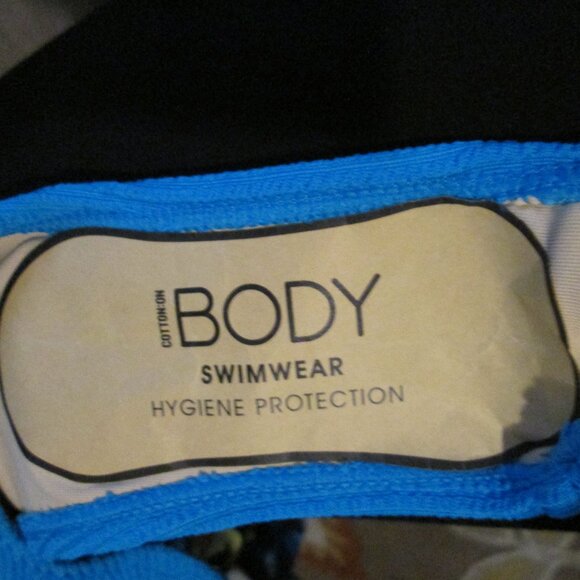 COTTON:ON
BODY
SWIMWEAR
HYGIENE PROTECTION